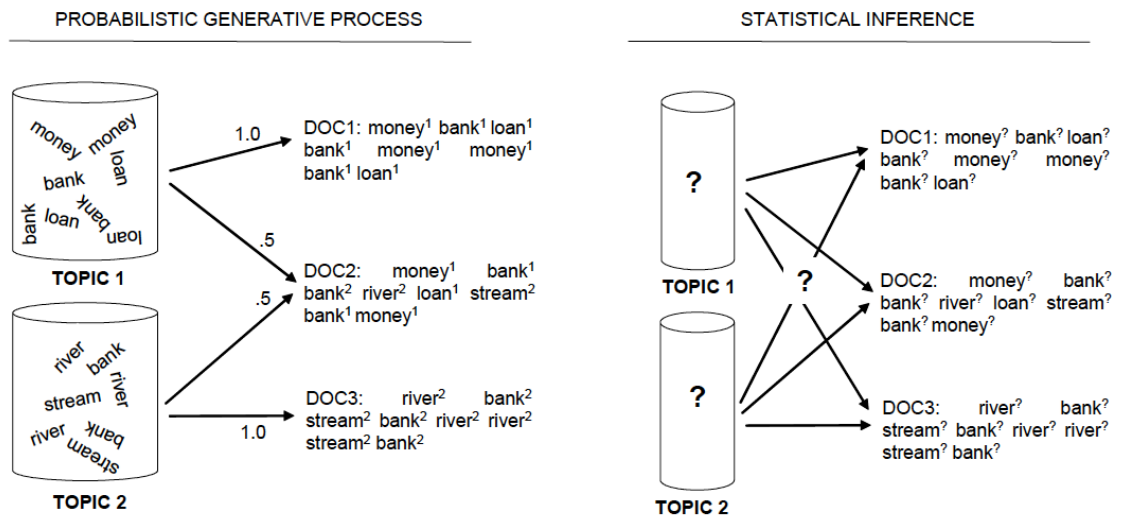 PROBABILISTIC GENERATIVE PROCESS
money
money
loan
bank
bank
loan
bank
loan
TOPIC 1
river
bank
river
stream
river
bank
stream
TOPIC 2
1.0
.5
.5
1.0
DOC1: money¹ bank¹ loan¹
bank¹ money¹ money¹
bank¹ loan¹
DOC2: money¹ bank¹
bank² river² loan¹ stream²
bank¹ money¹
DOC3: river² bank²
stream² bank² river² river²
stream² bank²
STATISTICAL INFERENCE
?
TOPIC 1
?
TOPIC 2
?
DOC1: money? bank? loan?
bank? money? money?
bank? loan?
DOC2: money? bank?
bank? river? loan? stream?
bank? money?
DOC3: river? bank?
stream? bank? river? river?
stream? bank?